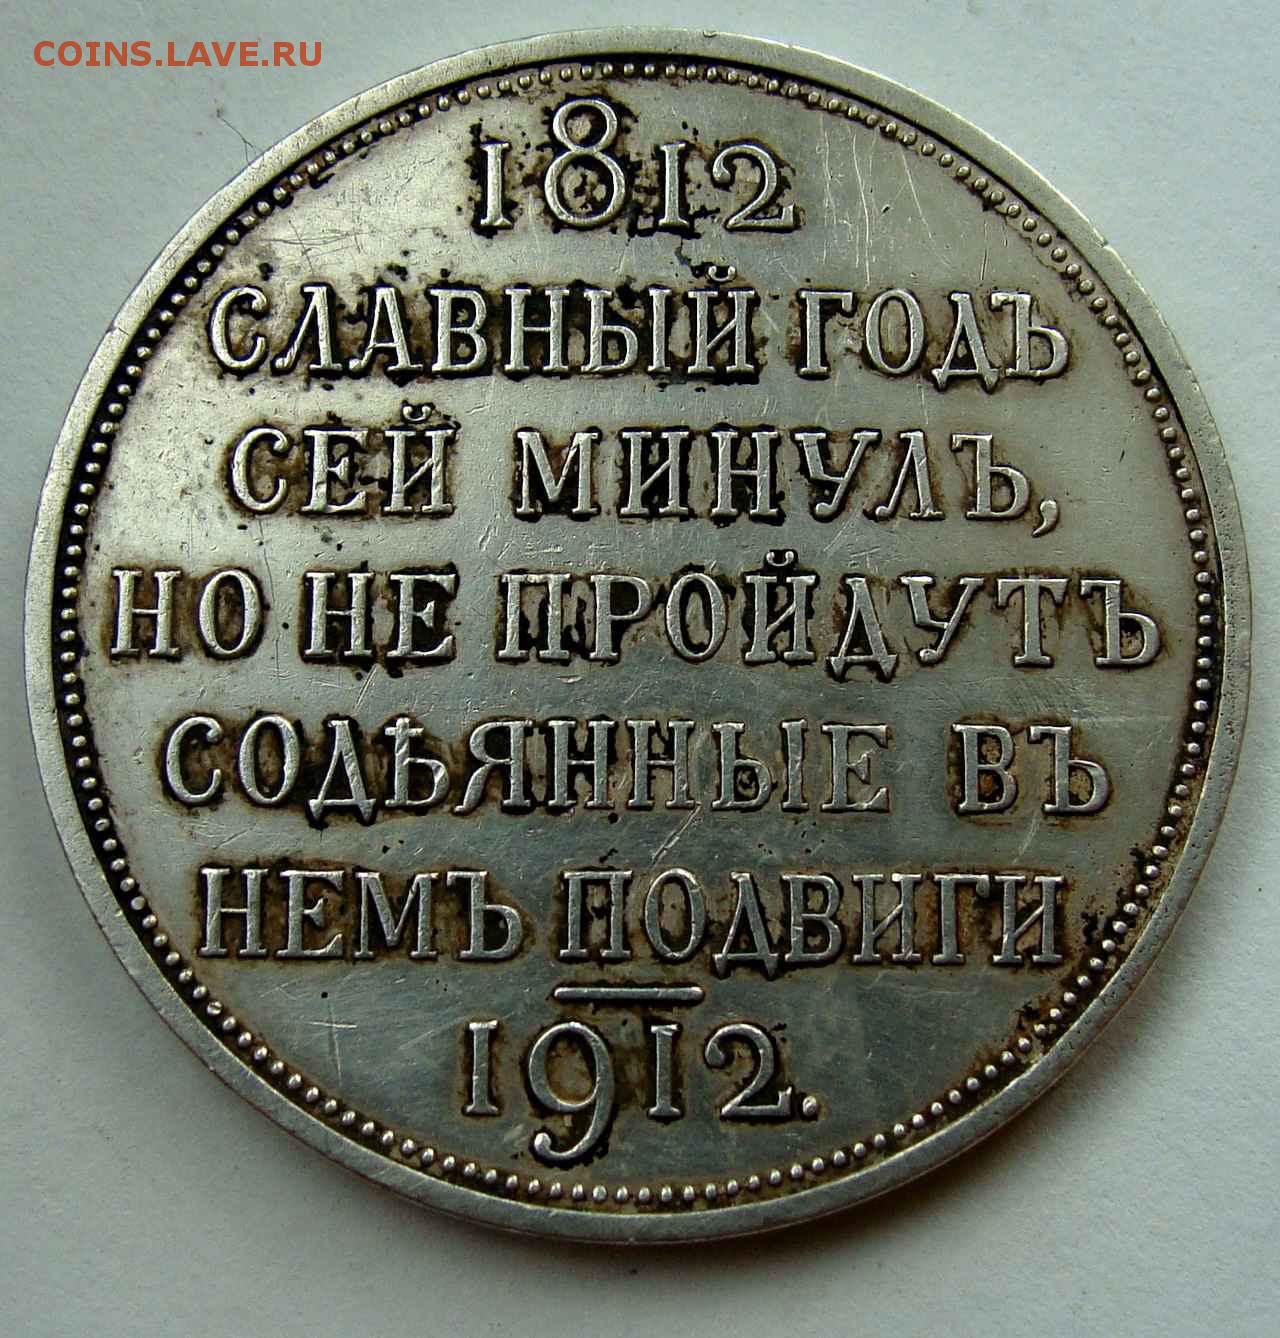 COINS.LAVE.RU
1812
СЛАВНЫЙ ГОДЪ
СЕЙ МИНУЛЪ,
НО НЕ ПРОЙДУТЪ
СОДѢЯННЫЕ ВЪ
НЕМЪ ПОДВИГИ
1912.